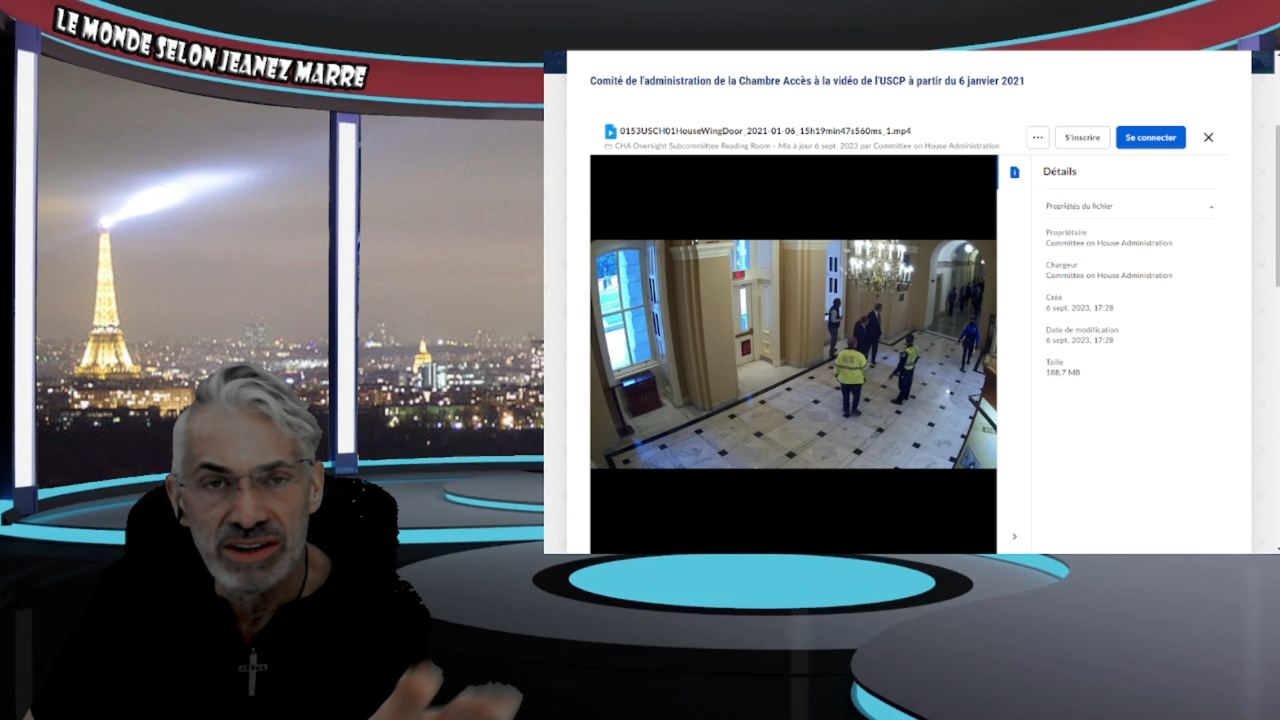 LE MONDE SELON JEANEZ MARRE
Comité de l'administration de la Chambre Accès à la vidéo de l'USCP à partir du 6 janvier 2021
0153USCH01HouseWingDoor_2021-01-06_15h19min47s560ms_1.mp4
CHA Oversight Subcommittee Reading Room - Mis à jour 6 sept. 2023 par Committee on House Administration
S'inscrire
Se connecter
Détails
Propriétés du fichier
Propriétaire
Committee on House Administration
Chargeur
Committee on House Administration
Créé
6 sept. 2023, 17:28
Date de modification
6 sept. 2023, 17:28
Taille
188,7 MB